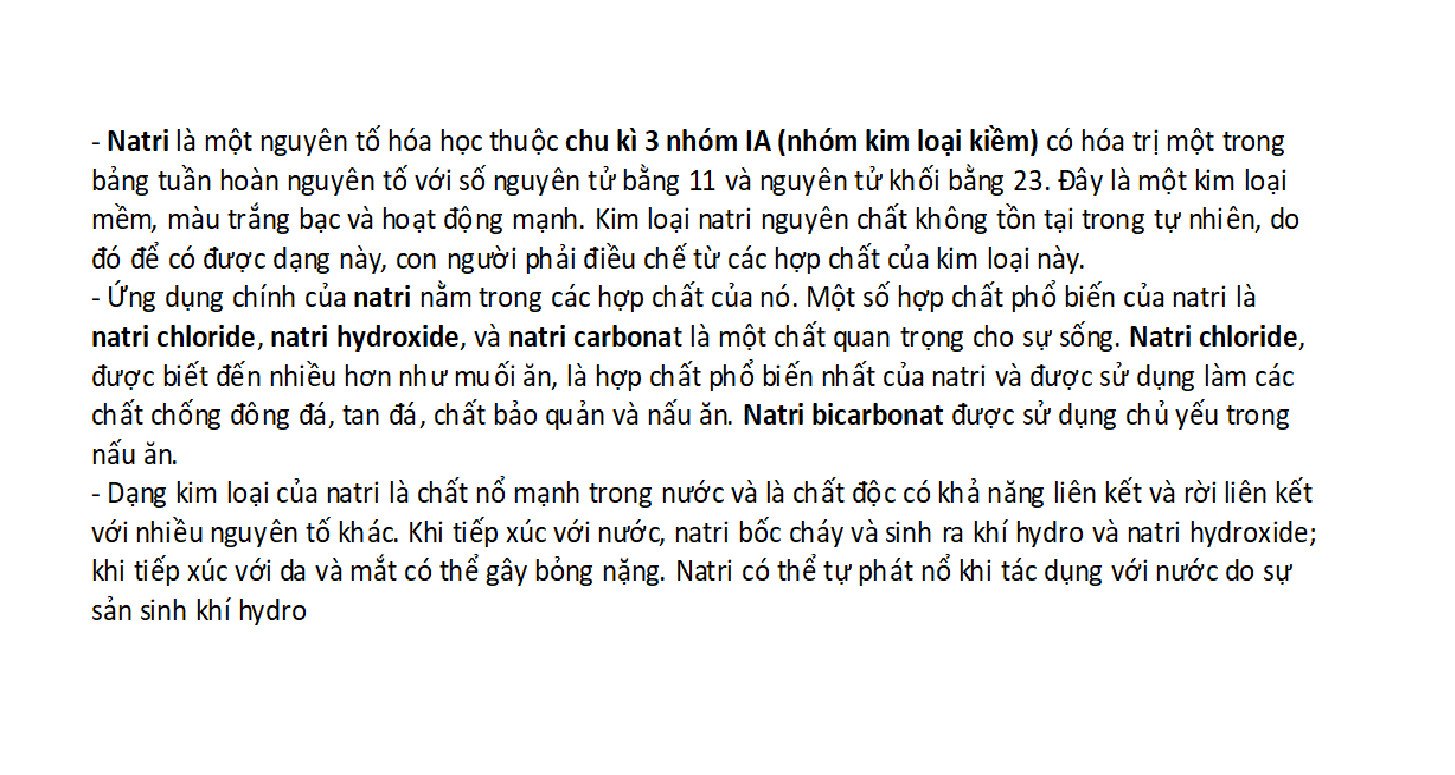 - Natri là một nguyên tố hóa học thuộc chu kì 3 nhóm IA (nhóm kim loại kiềm) có hóa trị một trong
bảng tuần hoàn nguyên tố với số nguyên tử bằng 11 và nguyên tử khối bằng 23. Đây là một kim loại
mềm, màu trắng bạc và hoạt động mạnh. Kim loại natri nguyên chất không tồn tại trong tự nhiên, do
đó để có được dạng này, con người phải điều chế từ các hợp chất của kim loại này.
- Ứng dụng chính của natri nằm trong các hợp chất của nó. Một số hợp chất phổ biến của natri là
natri chloride, natri hydroxide, và natri carbonat là một chất quan trọng cho sự sống. Natri chloride,
được biết đến nhiều hơn như muối ăn, là hợp chất phổ biến nhất của natri và được sử dụng làm các
chất chống đông đá, tan đá, chất bảo quản và nấu ăn. Natri bicarbonat được sử dụng chủ yếu trong
nấu ăn.
- Dạng kim loại của natri là chất nổ mạnh trong nước và là chất độc có khả năng liên kết và rời liên kết
với nhiều nguyên tố khác. Khi tiếp xúc với nước, natri bốc cháy và sinh ra khí hydro và natri hydroxide;
khi tiếp xúc với da và mắt có thể gây bỏng nặng. Natri có thể tự phát nổ khi tác dụng với nước do sự
sản sinh khí hydro